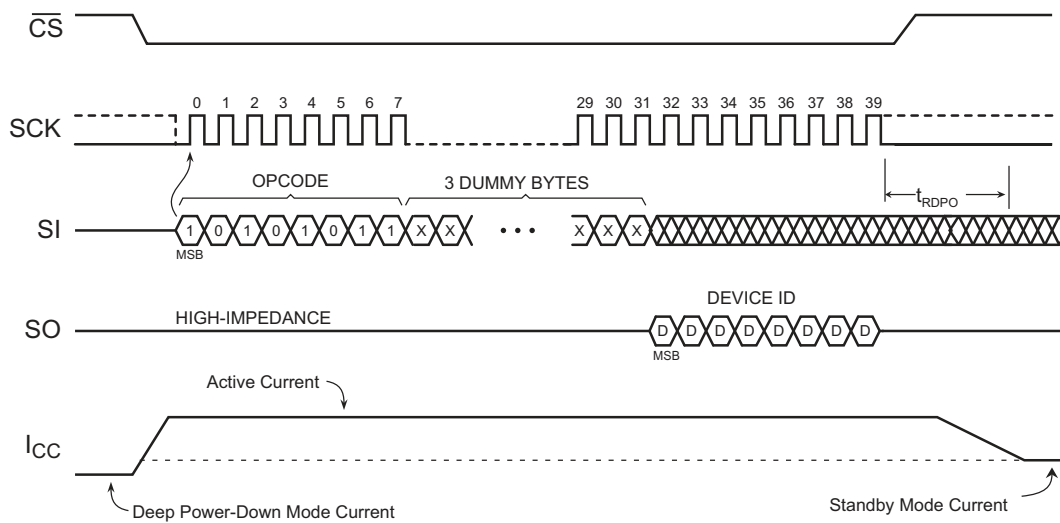 CS
0 1 2 3 4 5 6 7 29 30 31 32 33 34 35 36 37 38 39
SCK
OPCODE 3 DUMMY BYTES tRDPO
SI 1 0 1 0 1 0 1 1 X X • • • X X X
MSB
DEVICE ID
SO HIGH-IMPEDANCE D D D D D D D D
MSB
Active Current
ICC
Deep Power-Down Mode Current Standby Mode Current